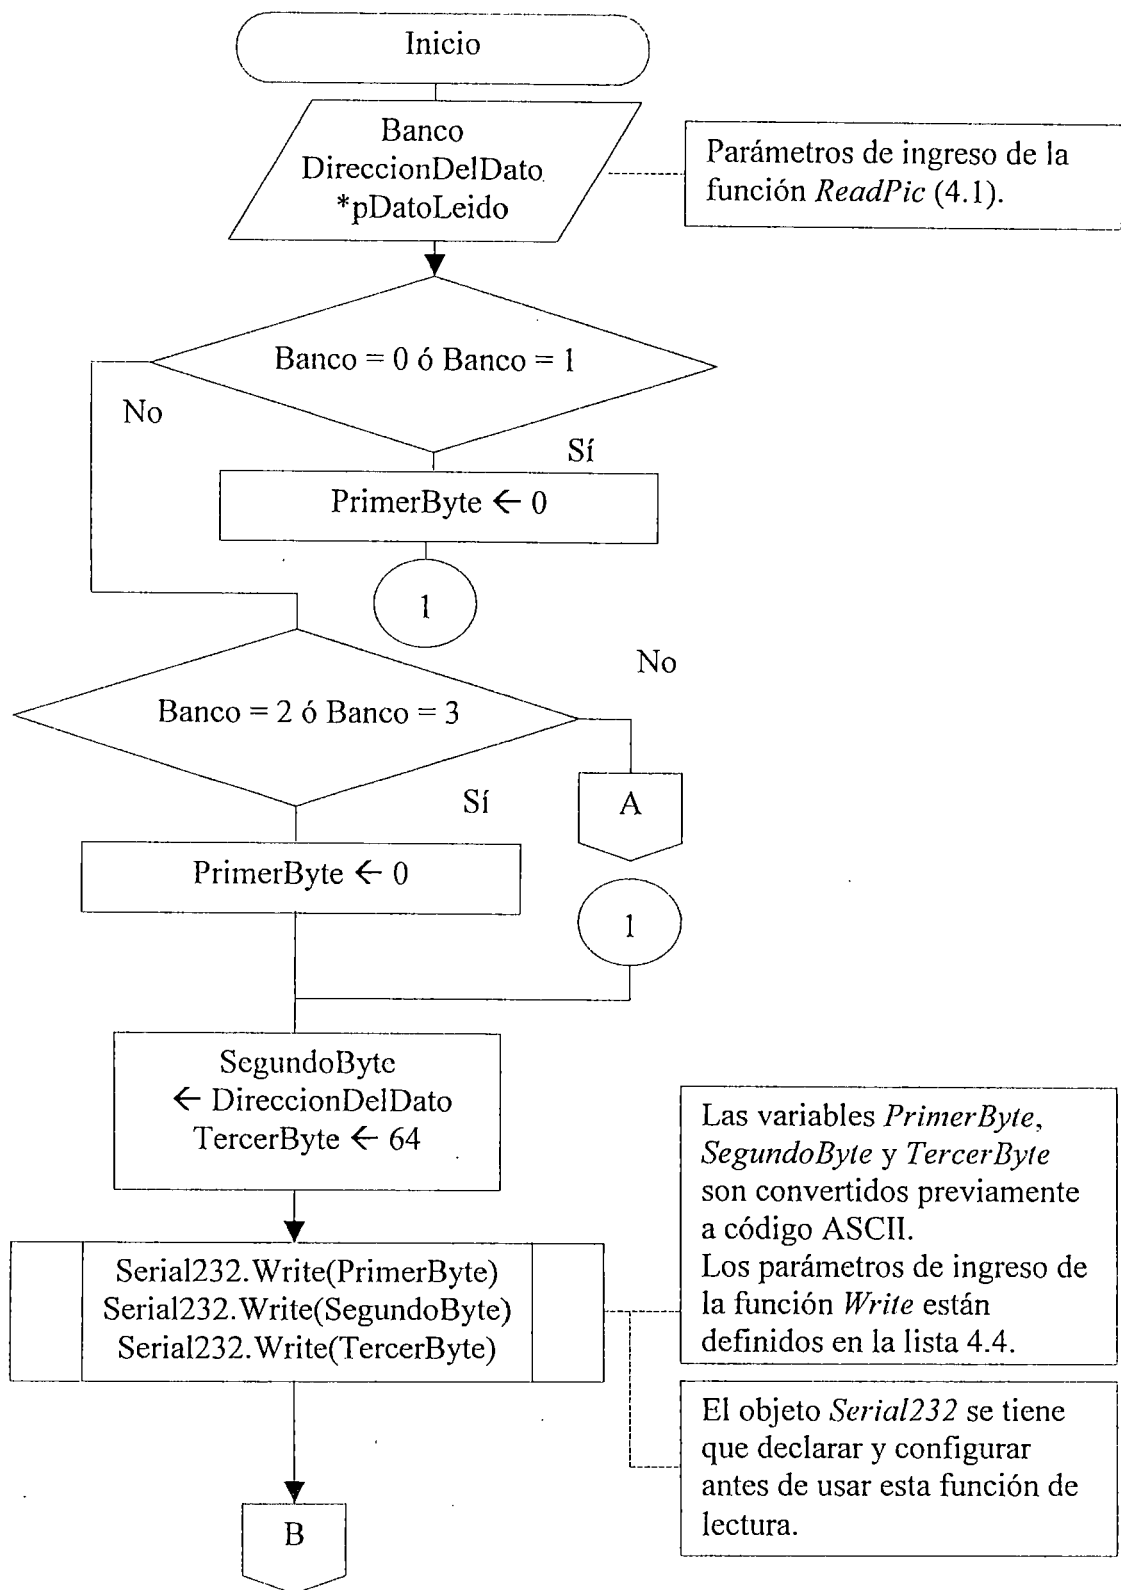 Inicio
Banco
DireccionDelDato
*pDatoLeido
Parámetros de ingreso de la
función ReadPic (4.1).
Banco = 0 ó Banco = 1
No
Sí
PrimerByte ← 0
1
No
Banco = 2 ó Banco = 3
Sí
A
PrimerByte ← 0
1
SegundoByte
← DireccionDelDato
TercerByte ← 64
Las variables PrimerByte,
SegundoByte y TercerByte
son convertidos previamente
a código ASCII.
Los parámetros de ingreso de
la función Write están
definidos en la lista 4.4.
Serial232.Write(PrimerByte)
Serial232.Write(SegundoByte)
Serial232.Write(TercerByte)
El objeto Serial232 se tiene
que declarar y configurar
antes de usar esta función de
lectura.
B